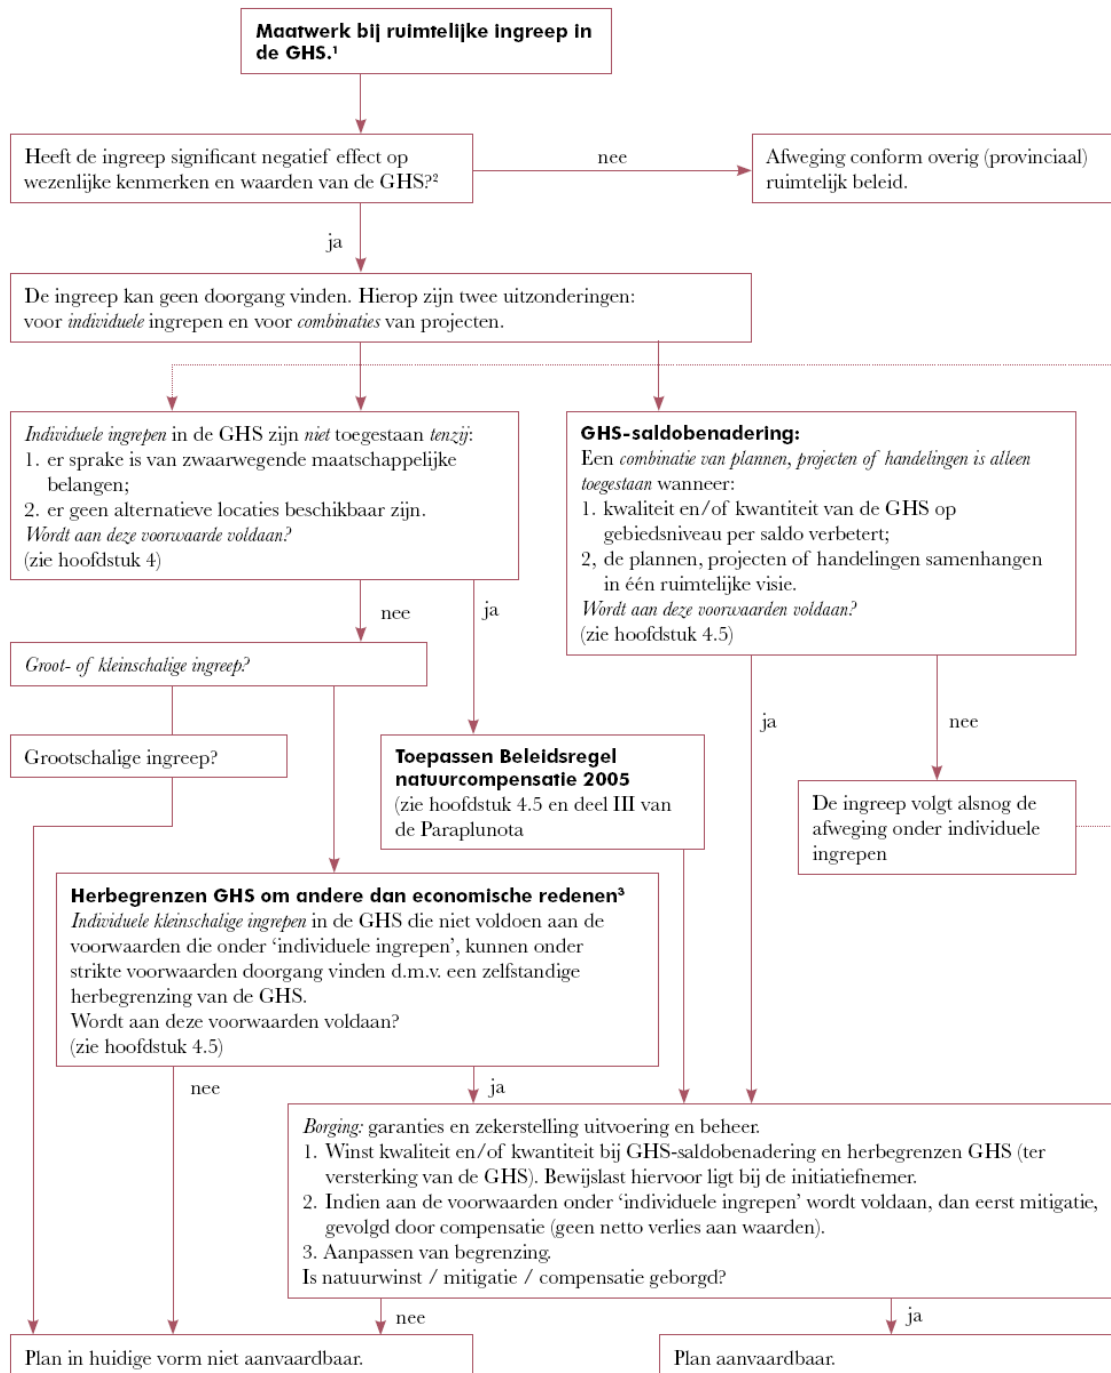 Maatwerk bij ruimtelijke ingreep in
de GHS.¹
Heeft de ingreep significant negatief effect op
wezenlijke kenmerken en waarden van de GHS?²
nee
Afweging conform overig (provinciaal)
ruimtelijk beleid.
ja
De ingreep kan geen doorgang vinden. Hierop zijn twee uitzonderingen:
voor individuele ingrepen en voor combinaties van projecten.
Individuele ingrepen in de GHS zijn niet toegestaan tenzij:
1. er sprake is van zwaarwegende maatschappelijke
belangen;
2. er geen alternatieve locaties beschikbaar zijn.
Wordt aan deze voorwaarde voldaan?
(zie hoofdstuk 4)
GHS-saldobenadering:
Een combinatie van plannen, projecten of handelingen is alleen
toegestaan wanneer:
1. kwaliteit en/of kwantiteit van de GHS op
gebiedsniveau per saldo verbetert;
2, de plannen, projecten of handelingen samenhangen
in één ruimtelijke visie.
Wordt aan deze voorwaarden voldaan?
(zie hoofdstuk 4.5)
nee
ja
Groot- of kleinschalige ingreep?
ja
nee
Grootschalige ingreep?
Toepassen Beleidsregel
natuurcompensatie 2005
(zie hoofdstuk 4.5 en deel III van
de Paraplunota
De ingreep volgt alsnog de
afweging onder individuele
ingrepen
Herbegrenzen GHS om andere dan economische redenen³
Individuele kleinschalige ingrepen in de GHS die niet voldoen aan de
voorwaarden die onder ‘individuele ingrepen’, kunnen onder
strikte voorwaarden doorgang vinden d.m.v. een zelfstandige
herbegrenzing van de GHS.
Wordt aan deze voorwaarden voldaan?
(zie hoofdstuk 4.5)
nee
ja
Borging: garanties en zekerstelling uitvoering en beheer.
1. Winst kwaliteit en/of kwantiteit bij GHS-saldobenadering en herbegrenzen GHS (ter
versterking van de GHS). Bewijslast hiervoor ligt bij de initiatiefnemer.
2. Indien aan de voorwaarden onder ‘individuele ingrepen’ wordt voldaan, dan eerst mitigatie,
gevolgd door compensatie (geen netto verlies aan waarden).
3. Aanpassen van begrenzing.
Is natuurwinst / mitigatie / compensatie geborgd?
nee
ja
Plan in huidige vorm niet aanvaardbaar.
Plan aanvaardbaar.